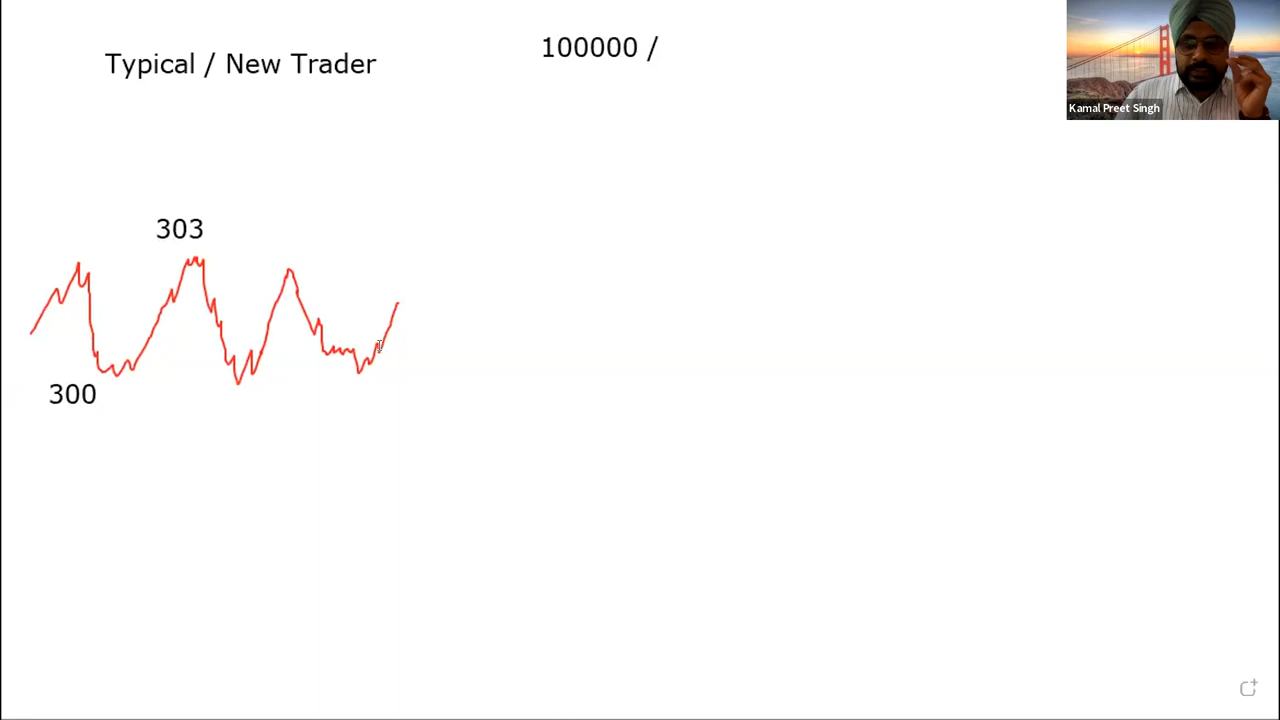 Typical / New Trader
100000 /
Kamal Preet Singh
303
300